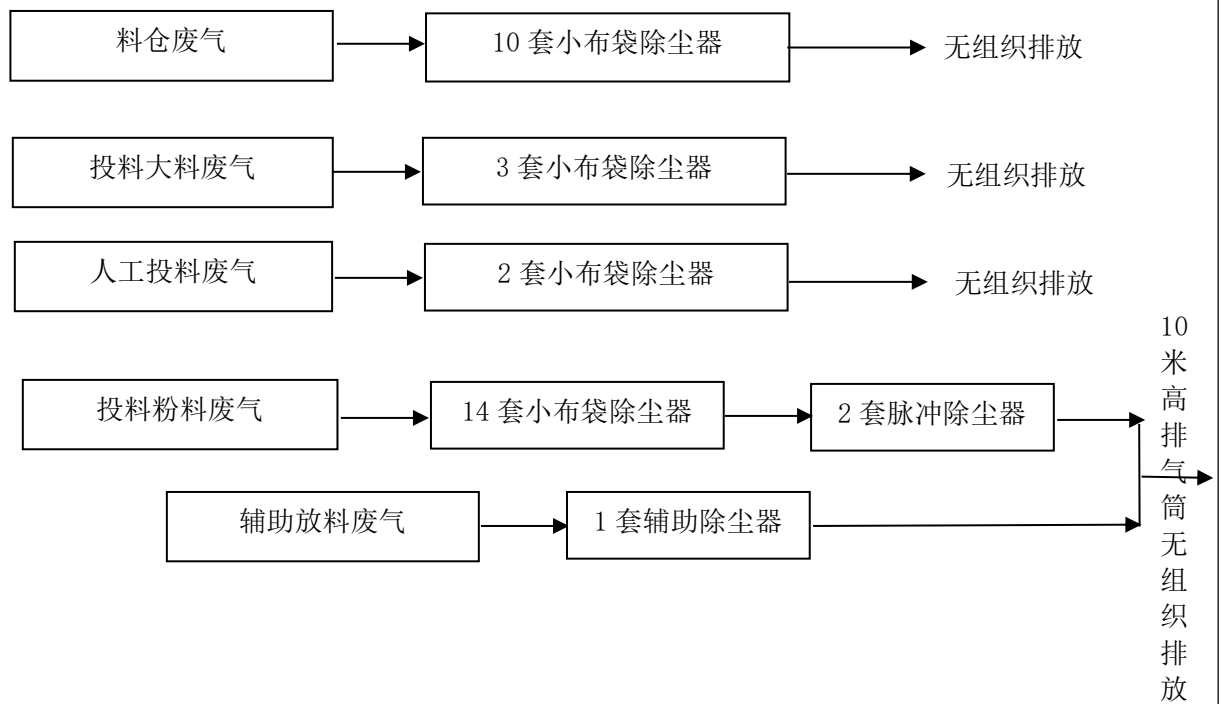 料仓废气
10 套小布袋除尘器
无组织排放
投料大料废气
3 套小布袋除尘器
无组织排放
人工投料废气
2 套小布袋除尘器
无组织排放
投料粉料废气
14 套小布袋除尘器
2 套脉冲除尘器
辅助放料废气
1 套辅助除尘器
10米高排气筒无组织排放